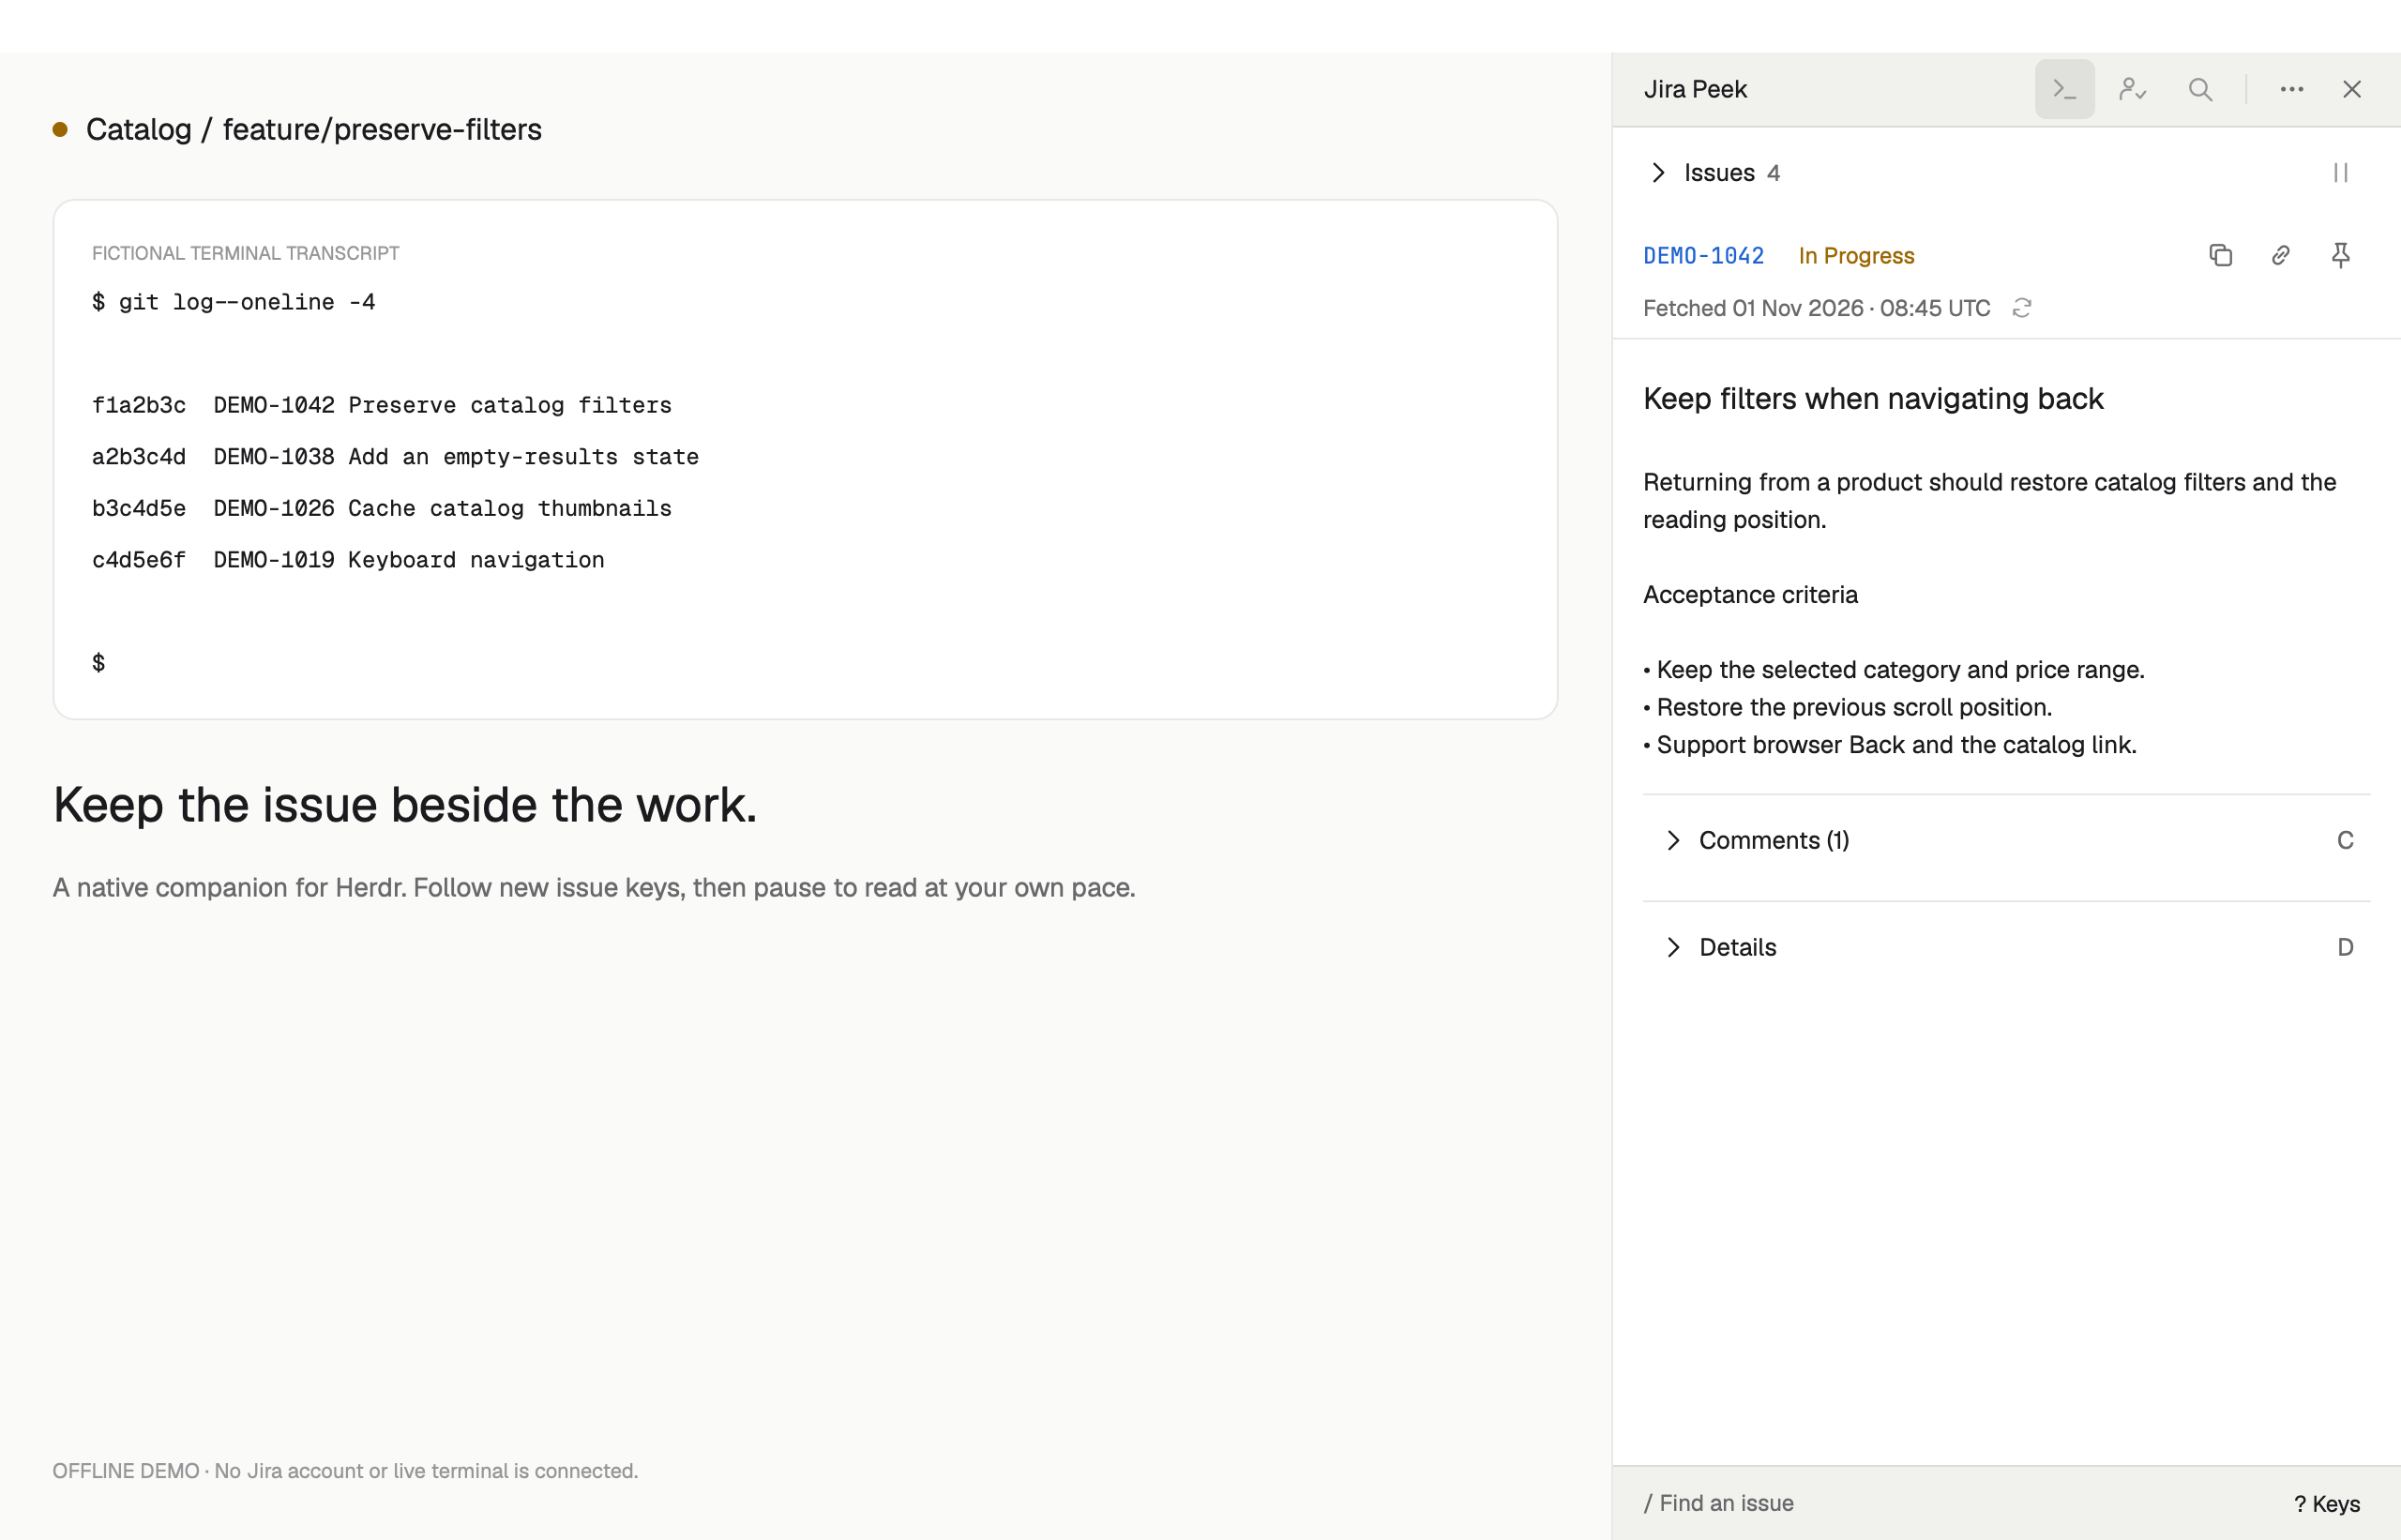 Catalog / feature/preserve-filters
FICTIONAL TERMINAL TRANSCRIPT
$ git log--oneline -4
f1a2b3c  DEMO-1042 Preserve catalog filters
a2b3c4d  DEMO-1038 Add an empty-results state
b3c4d5e  DEMO-1026 Cache catalog thumbnails
c4d5e6f  DEMO-1019 Keyboard navigation
$
Keep the issue beside the work.
A native companion for Herdr. Follow new issue keys, then pause to read at your own pace.
OFFLINE DEMO · No Jira account or live terminal is connected.
Jira Peek
Issues 4
DEMO-1042 In Progress
Fetched 01 Nov 2026 · 08:45 UTC
Keep filters when navigating back
Returning from a product should restore catalog filters and the
reading position.
Acceptance criteria
• Keep the selected category and price range.
• Restore the previous scroll position.
• Support browser Back and the catalog link.
Comments (1) C
Details D
/ Find an issue ? Keys